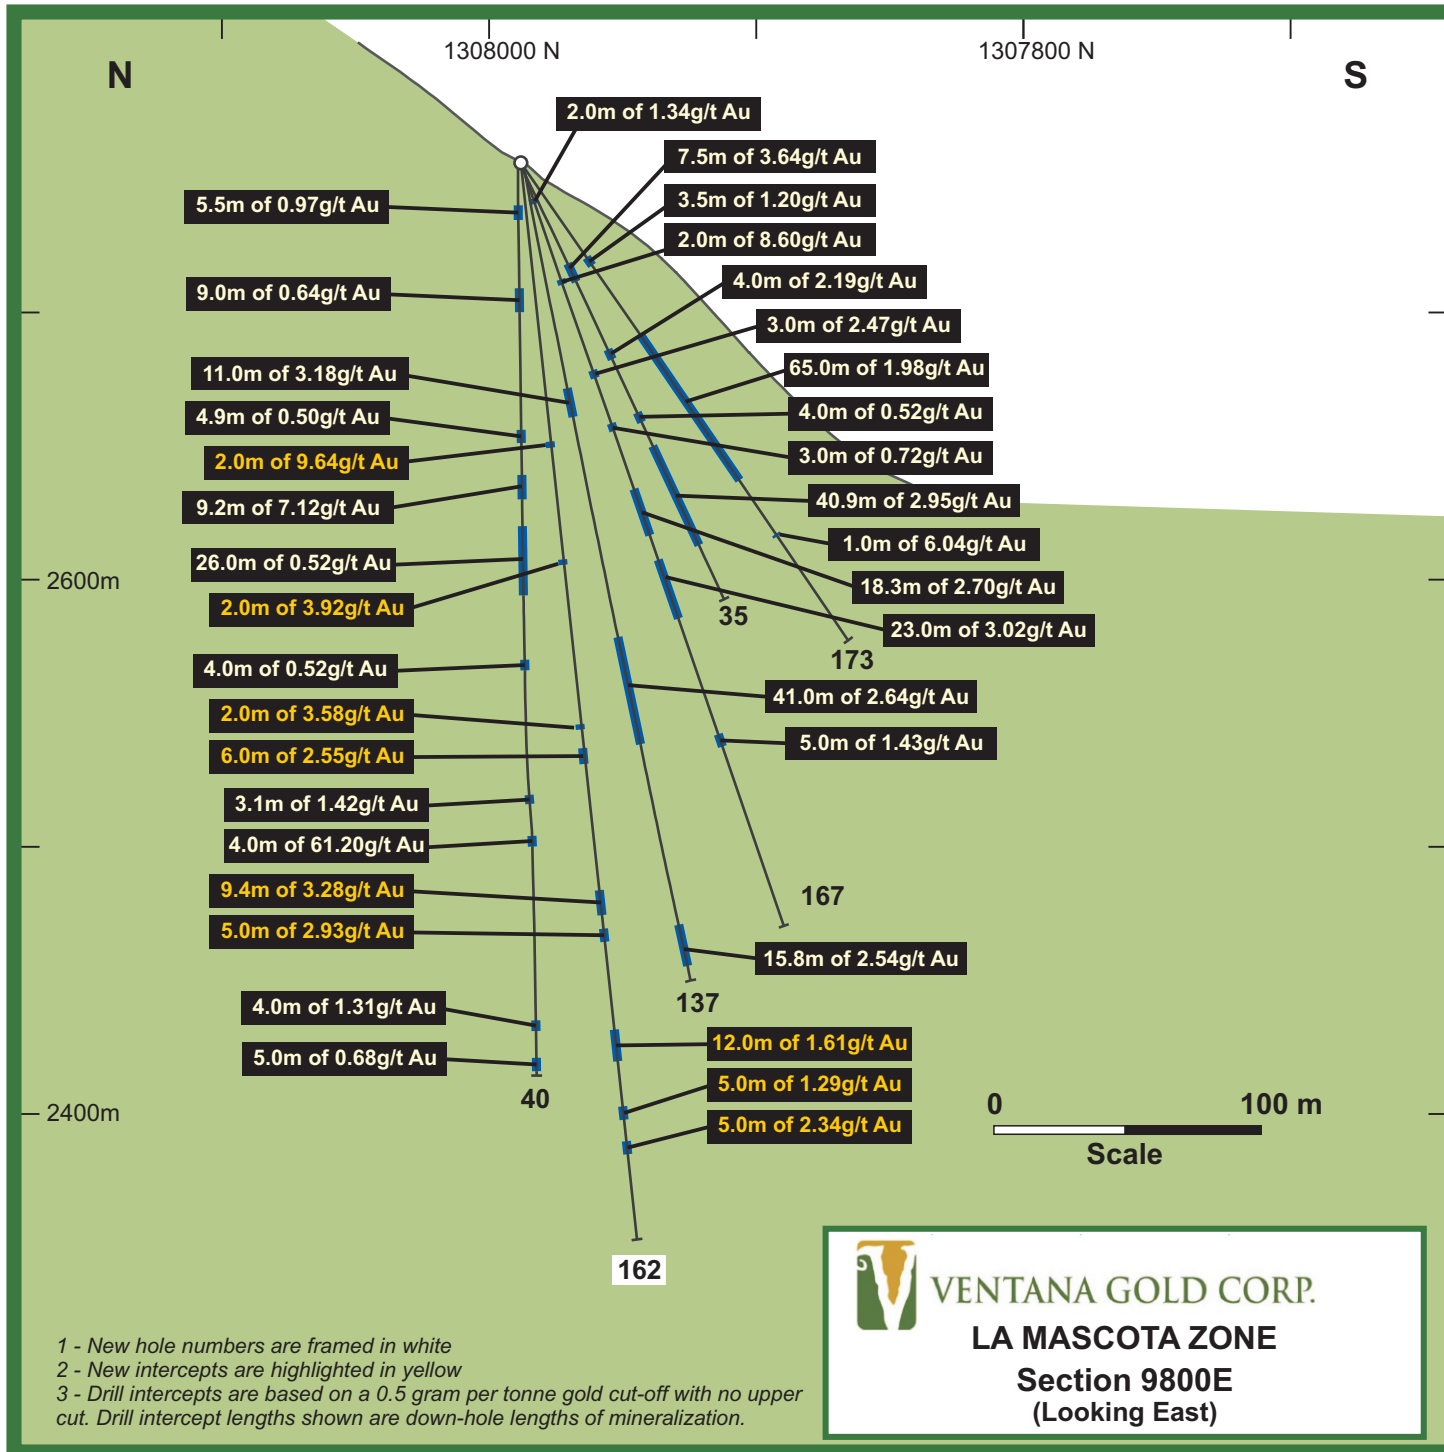 1308000 N
1307800 N
N
S
2.0m of 1.34g/t Au
7.5m of 3.64g/t Au
3.5m of 1.20g/t Au
2.0m of 8.60g/t Au
4.0m of 2.19g/t Au
3.0m of 2.47g/t Au
65.0m of 1.98g/t Au
4.0m of 0.52g/t Au
3.0m of 0.72g/t Au
40.9m of 2.95g/t Au
1.0m of 6.04g/t Au
18.3m of 2.70g/t Au
23.0m of 3.02g/t Au
41.0m of 2.64g/t Au
5.0m of 1.43g/t Au
15.8m of 2.54g/t Au
12.0m of 1.61g/t Au
5.0m of 1.29g/t Au
5.0m of 2.34g/t Au
5.5m of 0.97g/t Au
9.0m of 0.64g/t Au
11.0m of 3.18g/t Au
4.9m of 0.50g/t Au
2.0m of 9.64g/t Au
9.2m of 7.12g/t Au
26.0m of 0.52g/t Au
2.0m of 3.92g/t Au
4.0m of 0.52g/t Au
2.0m of 3.58g/t Au
6.0m of 2.55g/t Au
3.1m of 1.42g/t Au
4.0m of 61.20g/t Au
9.4m of 3.28g/t Au
5.0m of 2.93g/t Au
4.0m of 1.31g/t Au
5.0m of 0.68g/t Au
2600m
2400m
35
173
167
137
40
162
0
100 m
Scale
VENTANA GOLD CORP.
LA MASCOTA ZONE
Section 9800E
(Looking East)
1 - New hole numbers are framed in white
2 - New intercepts are highlighted in yellow
3 - Drill intercepts are based on a 0.5 gram per tonne gold cut-off with no upper
cut. Drill intercept lengths shown are down-hole lengths of mineralization.